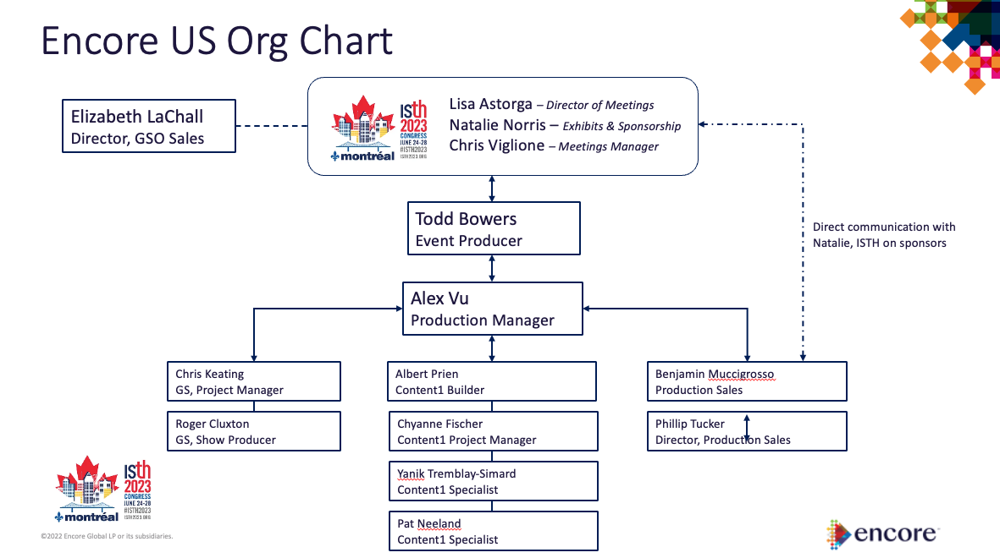 Encore US Org Chart
Elizabeth LaChall
Director, GSO Sales
isth
2023
CONGRESS
JUNE 24-28
#ISTH2023
ISTH2023.ORG
montréal
Lisa Astorga – Director of Meetings
Natalie Norris – Exhibits & Sponsorship
Chris Viglione – Meetings Manager
Todd Bowers
Event Producer
Direct communication with
Natalie, ISTH on sponsors
Alex Vu
Production Manager
Chris Keating
GS, Project Manager
Roger Cluxton
GS, Show Producer
Albert Prien
Content1 Builder
Chyanne Fischer
Content1 Project Manager
Yanik Tremblay-Simard
Content1 Specialist
Pat Neeland
Content1 Specialist
Benjamin Muccigrosso
Production Sales
Phillip Tucker
Director, Production Sales
isth
2023
CONGRESS
JUNE 24-28
#ISTH2023
ISTH2023.ORG
montréal
©2022 Encore Global LP or its subsidiaries.
encore